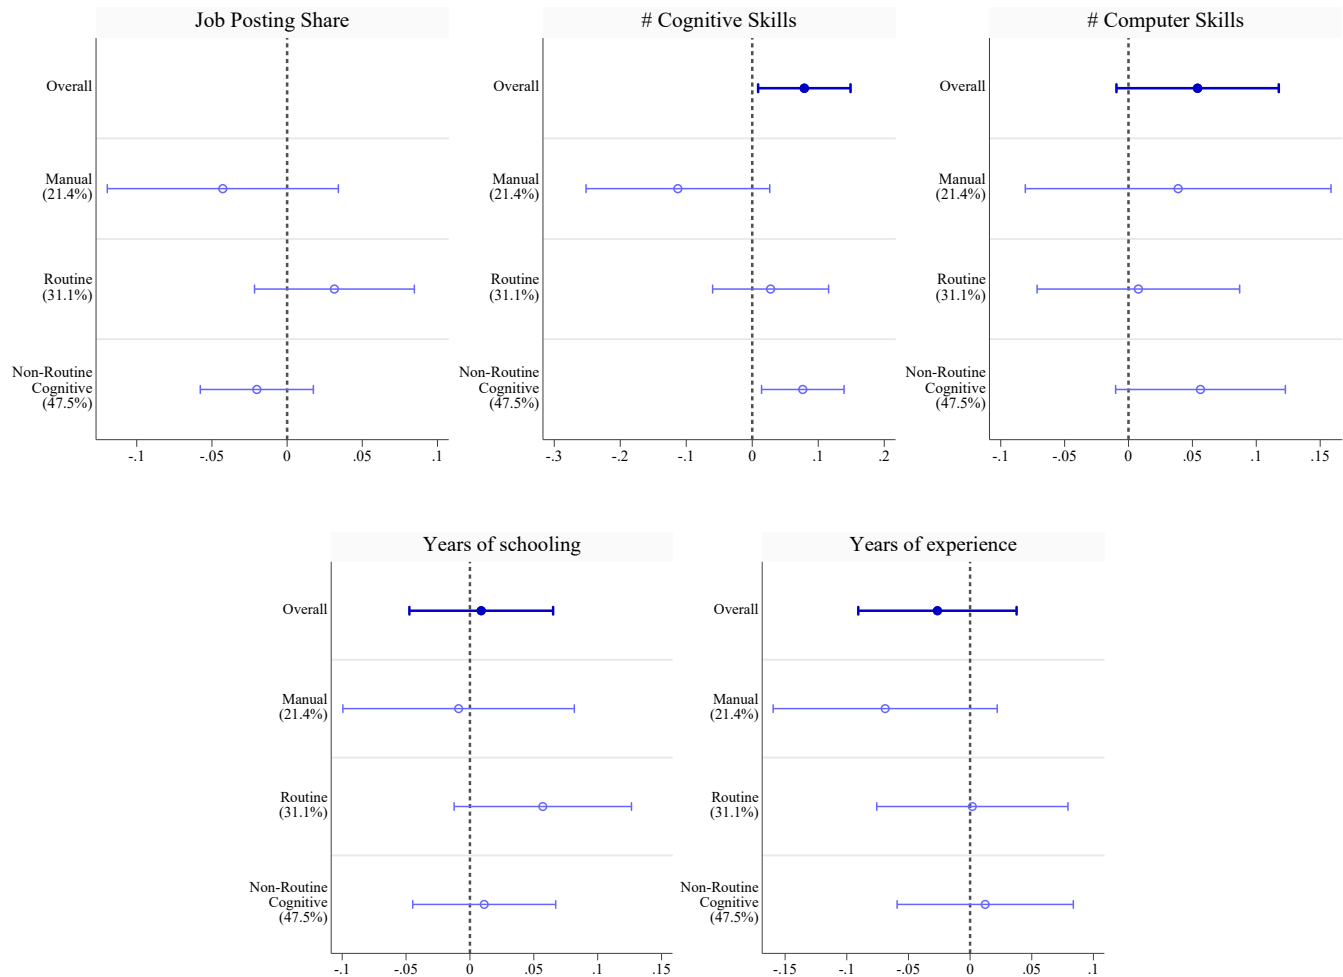 Job Posting Share
Overall
Manual
(21.4%)
Routine
(31.1%)
Non-Routine
Cognitive
(47.5%)
-.1 -.05 0 .05 .1
# Cognitive Skills
Overall
Manual
(21.4%)
Routine
(31.1%)
Non-Routine
Cognitive
(47.5%)
-.3 -.2 -.1 0 .1 .2
# Computer Skills
Overall
Manual
(21.4%)
Routine
(31.1%)
Non-Routine
Cognitive
(47.5%)
-.1 -.05 0 .05 .1 .15
Years of schooling
Overall
Manual
(21.4%)
Routine
(31.1%)
Non-Routine
Cognitive
(47.5%)
-.1 -.05 0 .05 .1 .15
Years of experience
Overall
Manual
(21.4%)
Routine
(31.1%)
Non-Routine
Cognitive
(47.5%)
-.15 -.1 -.05 0 .05 .1